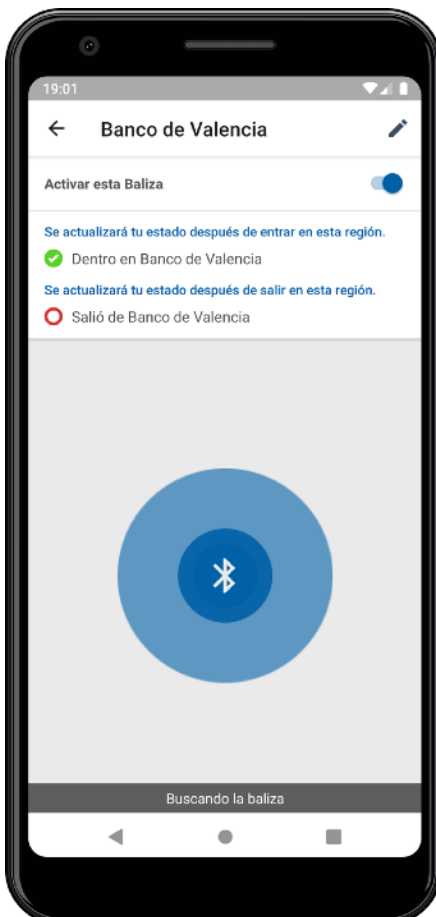 19:01
Banco de Valencia
Activar esta Baliza
Se actualizará tu estado después de entrar en esta región.
Dentro en Banco de Valencia
Se actualizará tu estado después de salir en esta región.
Salió de Banco de Valencia
Buscando la baliza